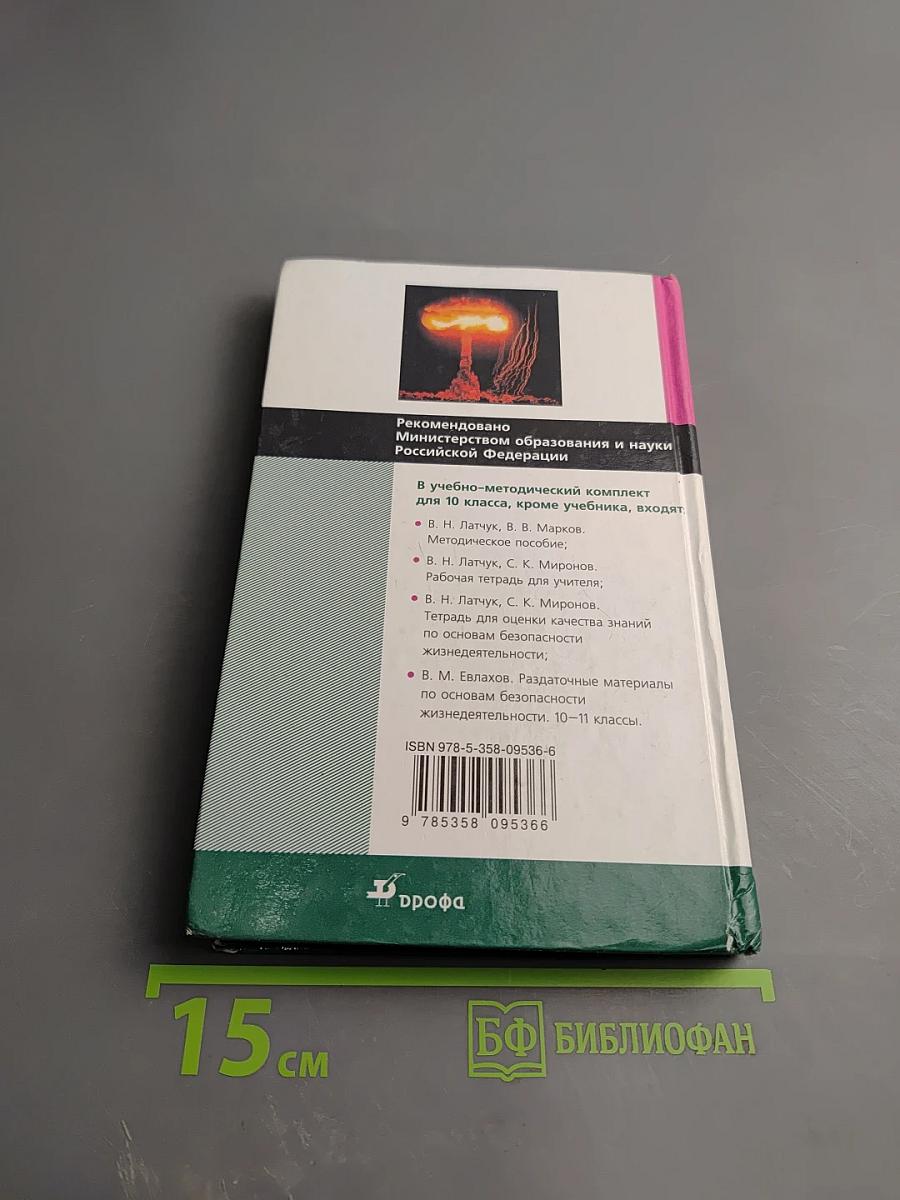 Рекомендовано
Министерством образования и науки
Российской Федерации
В учебно-методический комплект
для 10 класса, кроме учебника, входят:
• В. Н. Латчук, В. В. Марков.
Методическое пособие;
• В. Н. Латчук, С. К. Миронов.
Рабочая тетрадь для учителя;
• В. Н. Латчук, С. К. Миронов.
Тетрадь для оценки качества знаний
по основам безопасности
жизнедеятельности;
• В. М. Евлахов. Раздаточные материалы
по основам безопасности
жизнедеятельности. 10—11 классы.
ISBN 978-5-358-09536-6
9 785358 095366
дрофа
15 см
БФ БИБЛИОФАН